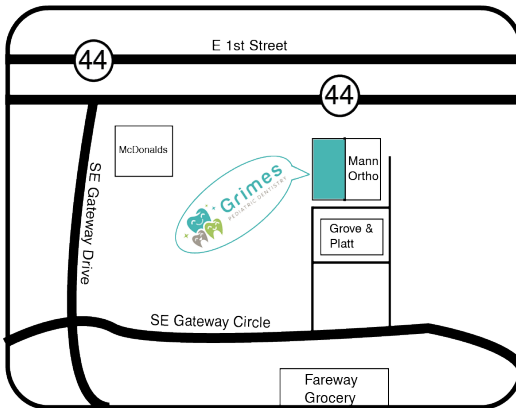 E 1st Street
44
44
McDonalds
Mann
Ortho
Grimes
PEDIATRIC DENTISTRY
SE Gateway Drive
Grove &
Platt
SE Gateway Circle
Fareway
Grocery